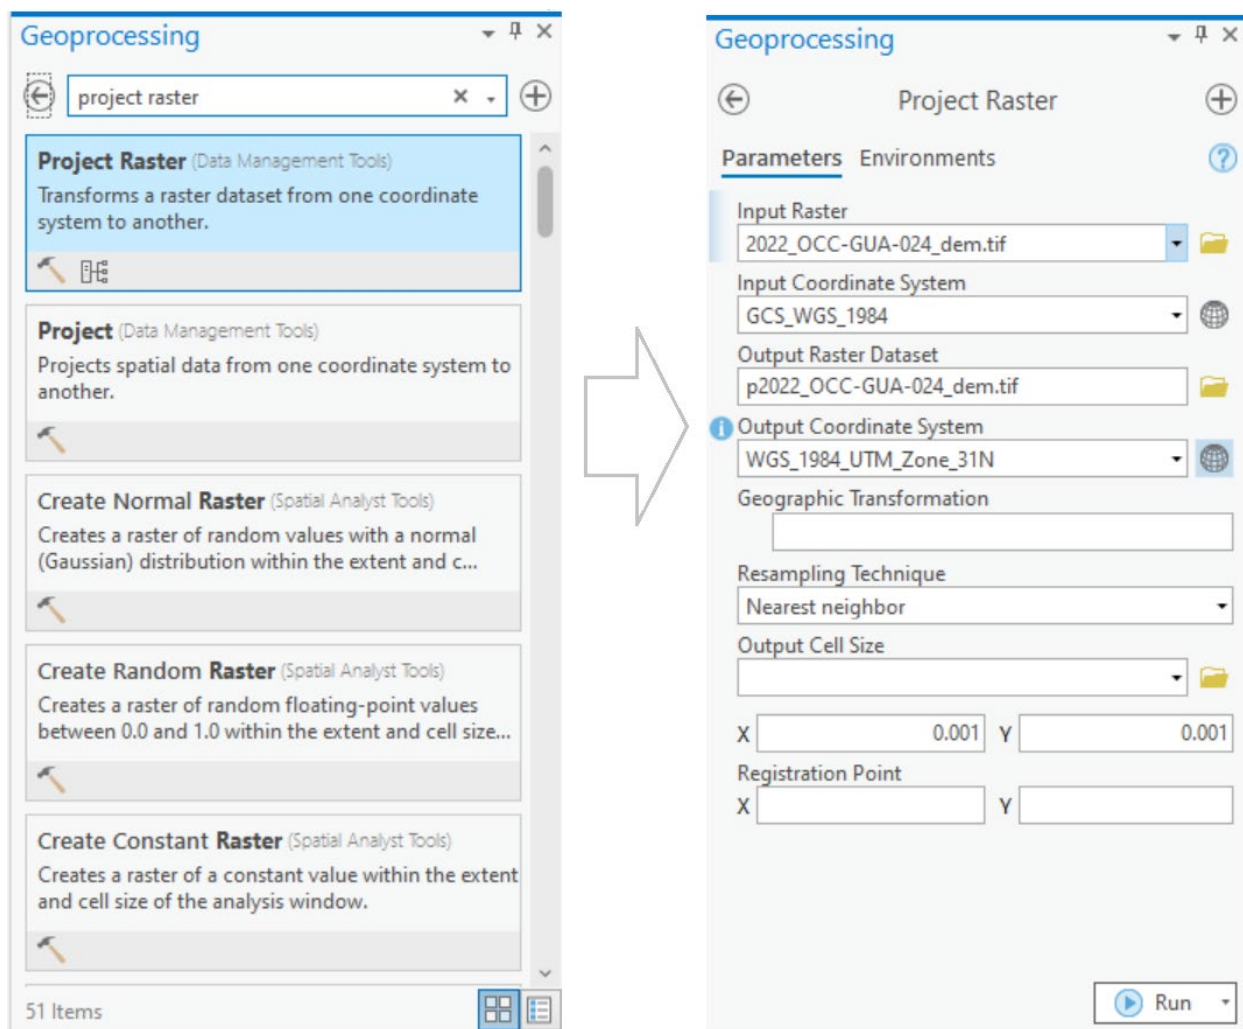 Geoprocessing
project raster
Project Raster (Data Management Tools)
Transforms a raster dataset from one coordinate
system to another.
Project (Data Management Tools)
Projects spatial data from one coordinate system to
another.
Create Normal Raster (Spatial Analyst Tools)
Creates a raster of random values with a normal
(Gaussian) distribution within the extent and c...
Create Random Raster (Spatial Analyst Tools)
Creates a raster of random floating-point values
between 0.0 and 1.0 within the extent and cell size...
Create Constant Raster (Spatial Analyst Tools)
Creates a raster of a constant value within the extent
and cell size of the analysis window.
51 Items
Geoprocessing
Project Raster
Parameters Environments
Input Raster
2022_OCC-GUA-024_dem.tif
Input Coordinate System
GCS_WGS_1984
Output Raster Dataset
p2022_OCC-GUA-024_dem.tif
Output Coordinate System
WGS_1984_UTM_Zone_31N
Geographic Transformation
Resampling Technique
Nearest neighbor
Output Cell Size
X 0.001 Y 0.001
Registration Point
X Y
Run